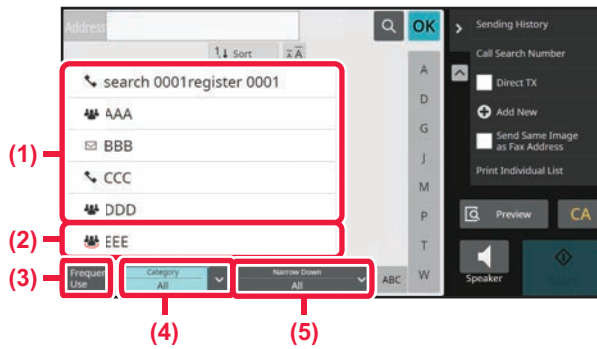 Address
OK
Sending History
Sort
Call Search Number
search 0001register 0001
A
Direct TX
AAA
D
Add New
BBB
G
Send Same Image
as Fax Address
(1)
CCC
J
Print Individual List
M
DDD
P
Preview
CA
(2)
EEE
T
(3)
Frequen
Use
Category
All
Narrow Down
All
ABC
W
Speaker
Start
(4)
(5)